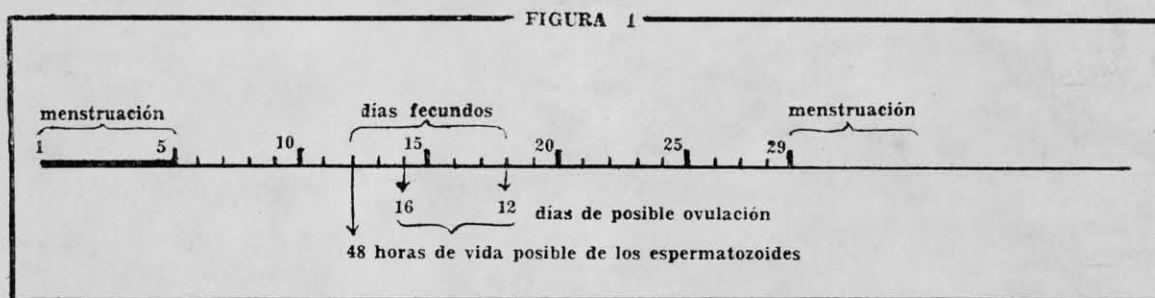 FIGURA 1
menstruación días fecundos menstruación
1 5 10 15 20 25 29
16 12 días de posible ovulación
48 horas de vida posible de los espermatozoides